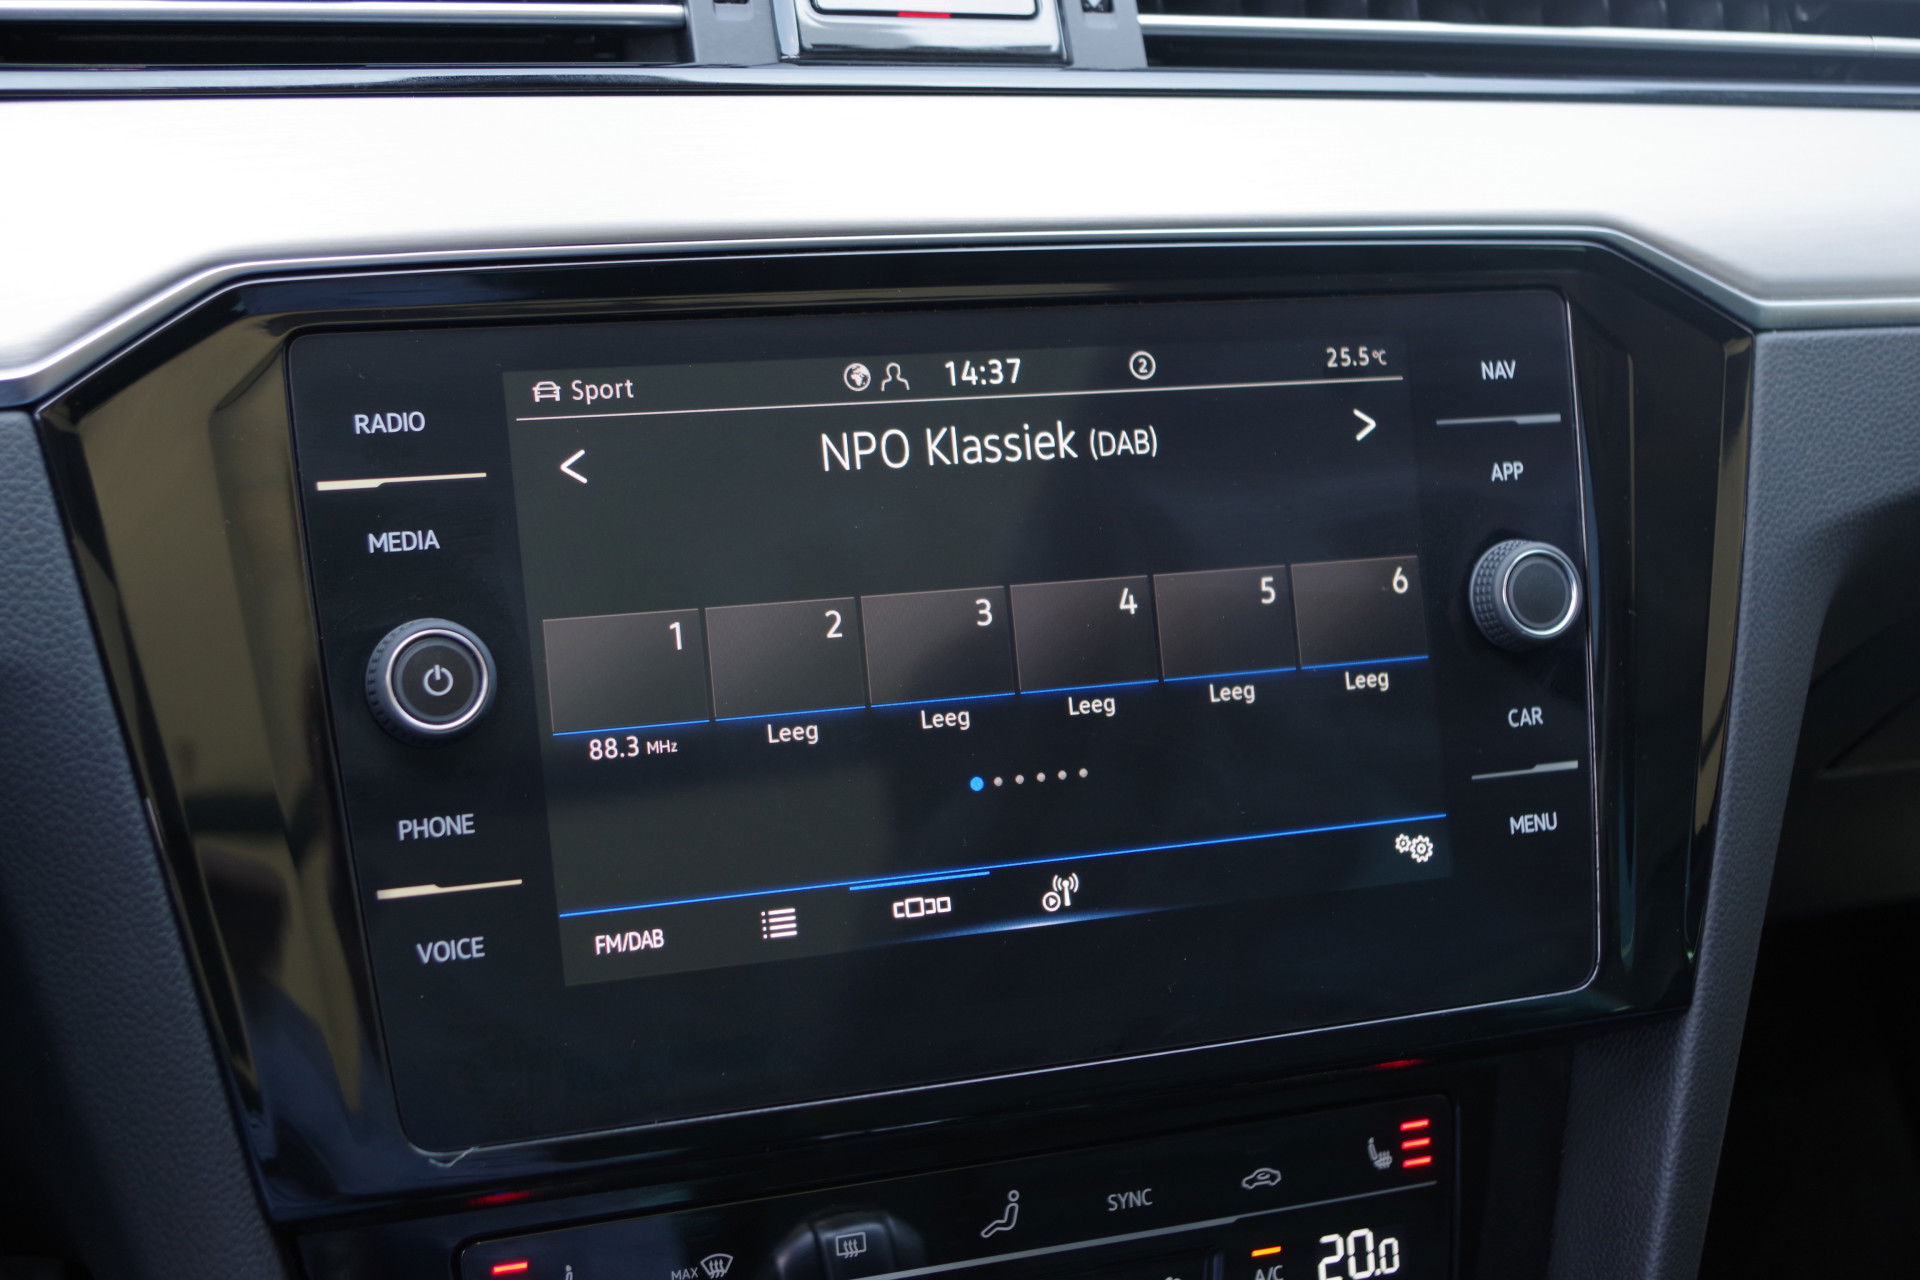 Sport 14:37 2 25.5°C
NPO Klassiek (DAB)
1 2 3 4 5 6
88.3 MHz Leeg Leeg Leeg Leeg Leeg
FM/DAB
RADIO
MEDIA
PHONE
VOICE
NAV
APP
CAR
MENU
SYNC
MAX
A/C
20.0